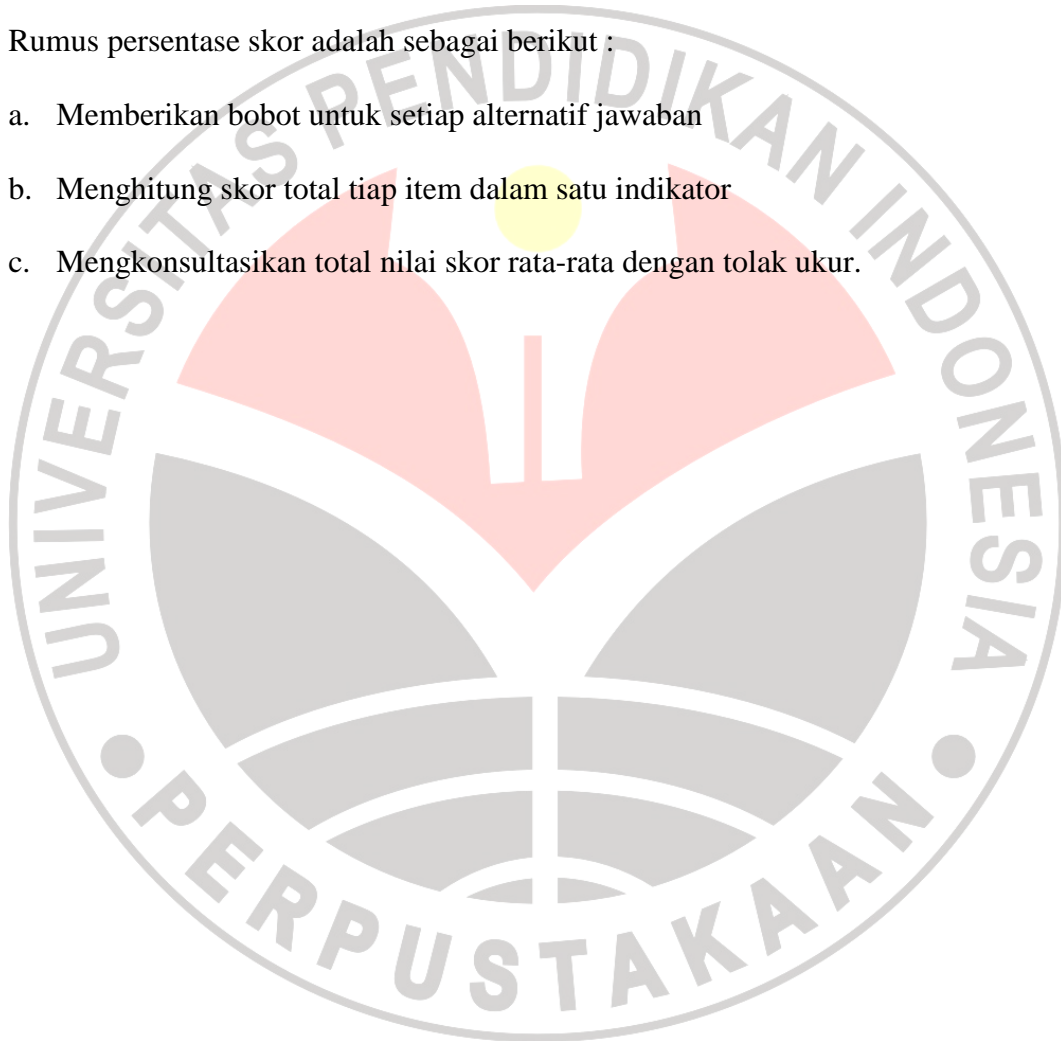 Rumus persentase skor adalah sebagai berikut :
a. Memberikan bobot untuk setiap alternatif jawaban
b. Menghitung skor total tiap item dalam satu indikator
c. Mengkonsultasikan total nilai skor rata-rata dengan tolak ukur.
UNIVERSITAS PENDIDIKAN INDONESIA
PERPUSTAKAAN